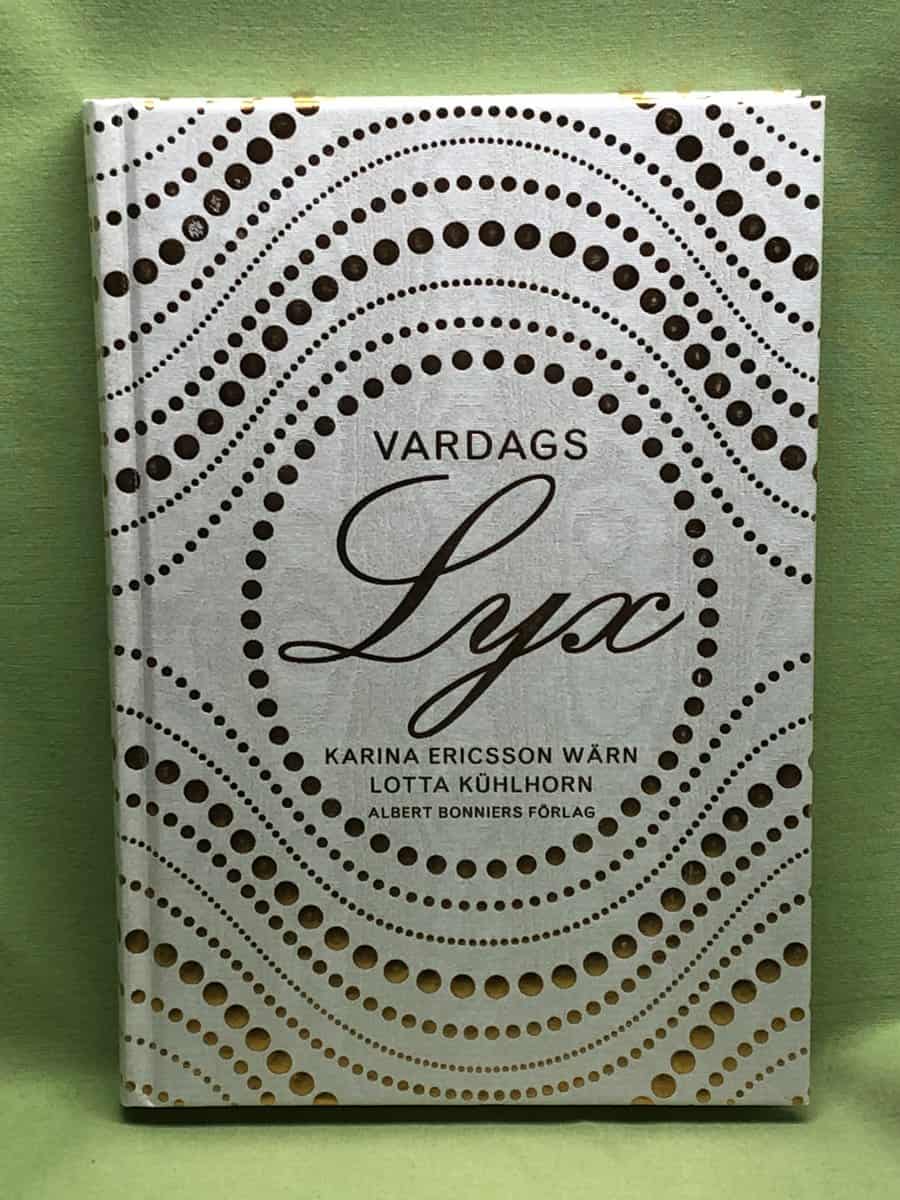 VARDAGS
Lyx
KARINA ERICSSON WÄRN
LOTTA KÜHLHORN
ALBERT BONNIERS FÖRLAG